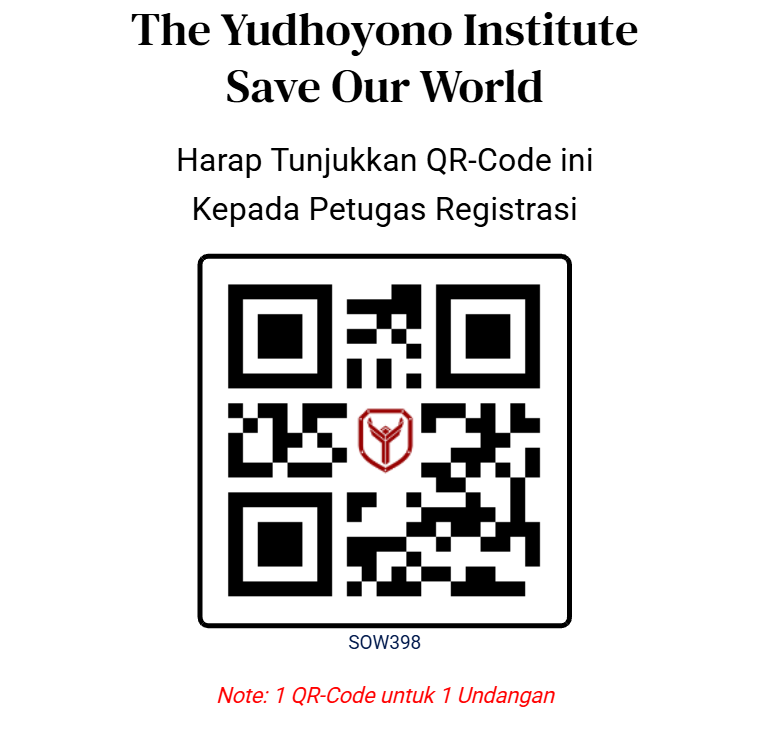 The Yudhoyono Institute
Save Our World
Harap Tunjukkan QR-Code ini
Kepada Petugas Registrasi
SOW398
Note: 1 QR-Code untuk 1 Undangan